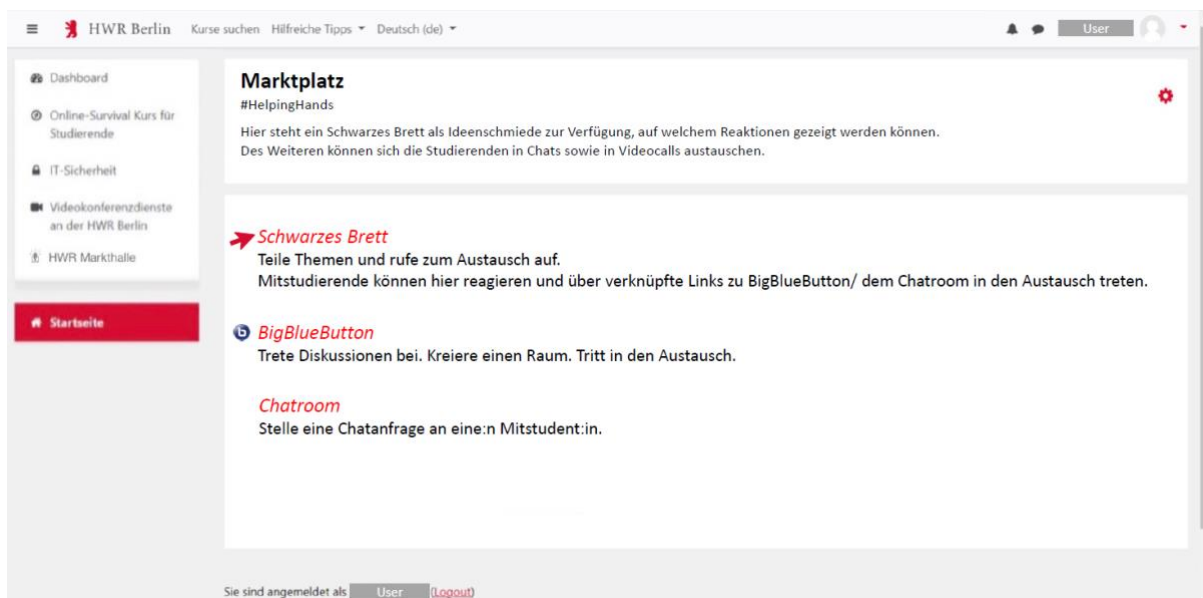 HWR Berlin Kurse suchen Hilfreiche Tipps Deutsch (de) User
Dashboard
Online-Survival Kurs für
Studierende
IT-Sicherheit
Videokonferenzdienste
an der HWR Berlin
HWR Markthalle
Startseite
Marktplatz
#HelpingHands
Hier steht ein Schwarzes Brett als Ideenschmiede zur Verfügung, auf welchem Reaktionen gezeigt werden können.
Des Weiteren können sich die Studierenden in Chats sowie in Videocalls austauschen.
Schwarzes Brett
Teile Themen und rufe zum Austausch auf.
Mitstudierende können hier reagieren und über verknüpfte Links zu BigBlueButton/ dem Chatroom in den Austausch treten.
b
BigBlueButton
Trete Diskussionen bei. Kreiere einen Raum. Tritt in den Austausch.
Chatroom
Stelle eine Chatanfrage an eine:n Mitstudent:in.
Sie sind angemeldet als User (Logout)